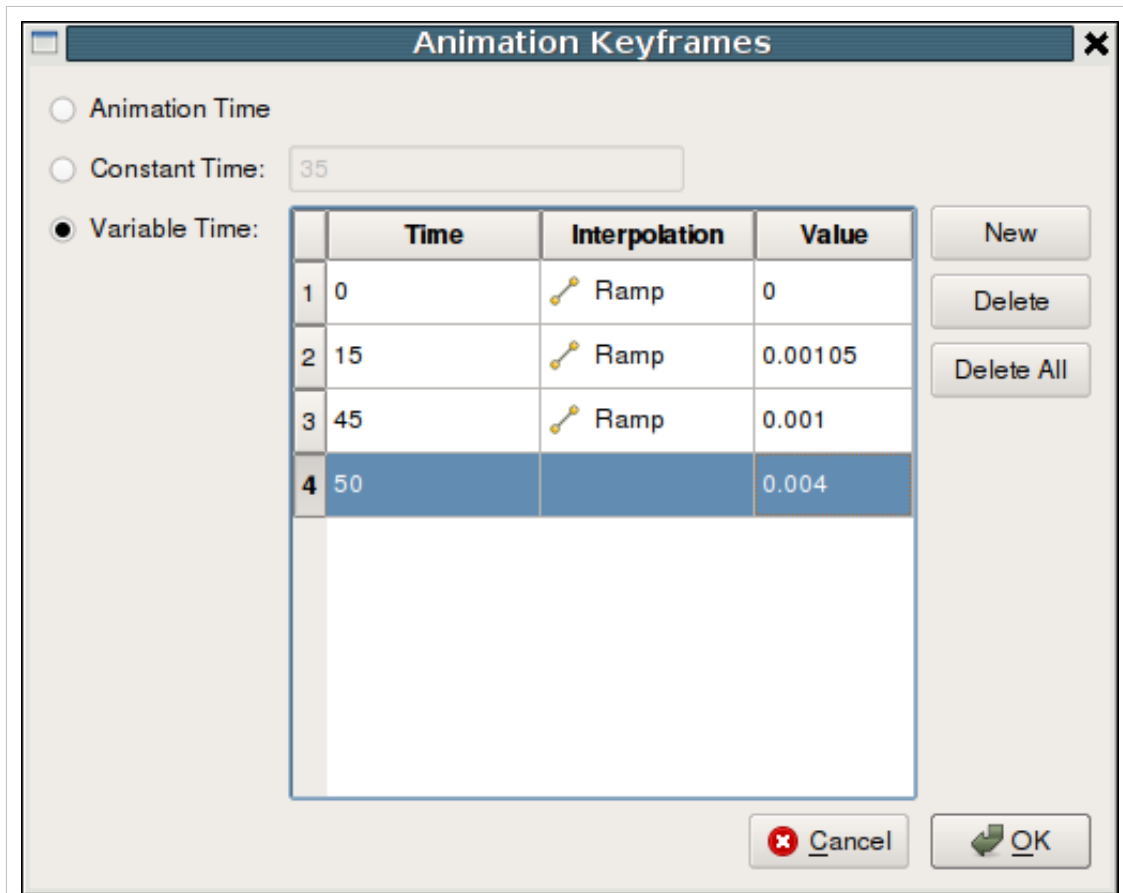 Animation Keyframes
Animation Time
Constant Time: 35
Variable Time:
Time Interpolation Value
1 0 Ramp 0
2 15 Ramp 0.00105
3 45 Ramp 0.001
4 50 0.004
New
Delete
Delete All
Cancel OK